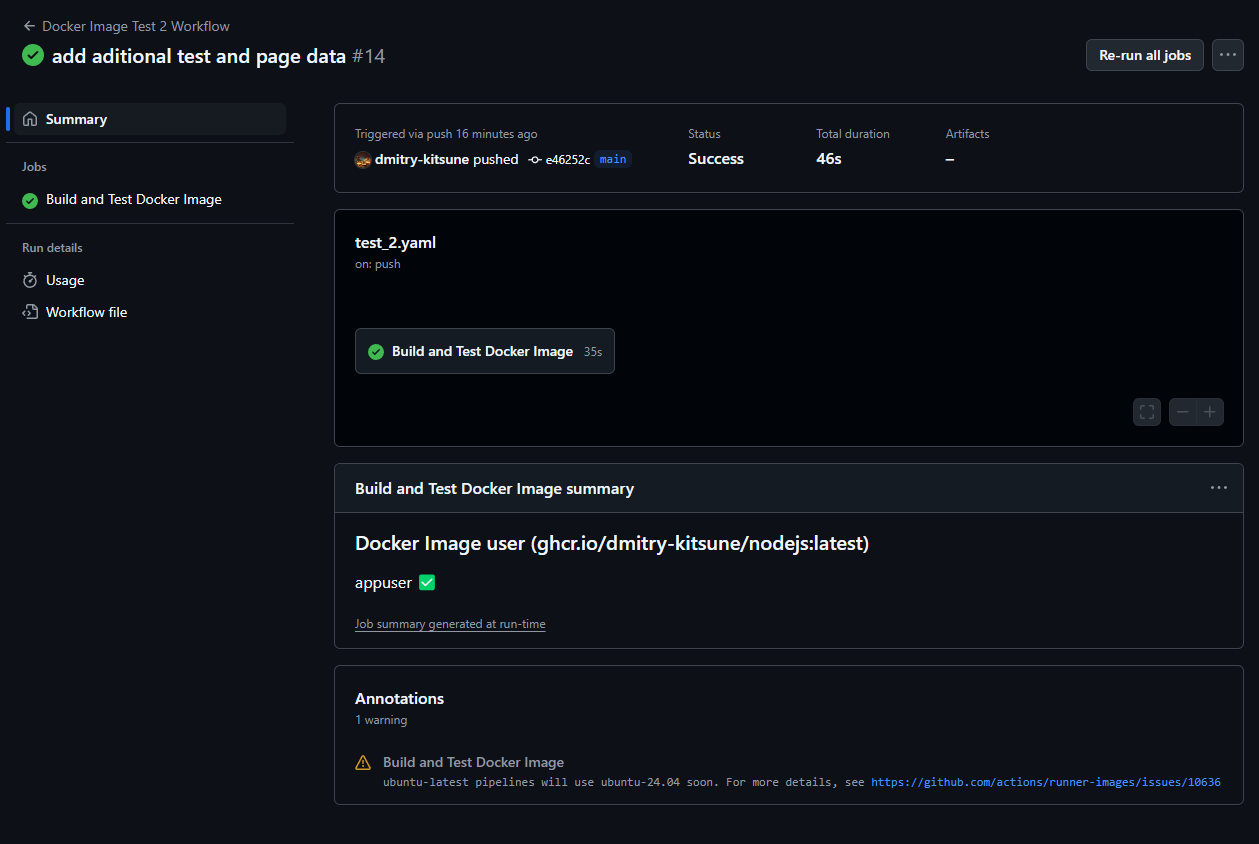 Docker Image Test 2 Workflow
add aditional test and page data #14
Re-run all jobs
Summary
Jobs
Build and Test Docker Image
Run details
Usage
Workflow file
Triggered via push 16 minutes ago
dmitry-kitsune pushed e46252c main
Status
Success
Total duration
46s
Artifacts
–
test_2.yaml
on: push
Build and Test Docker Image 35s
Build and Test Docker Image summary
Docker Image user (ghcr.io/dmitry-kitsune/nodejs:latest)
appuser ✅
Job summary generated at run-time
Annotations
1 warning
Build and Test Docker Image
ubuntu-latest pipelines will use ubuntu-24.04 soon. For more details, see https://github.com/actions/runner-images/issues/10636